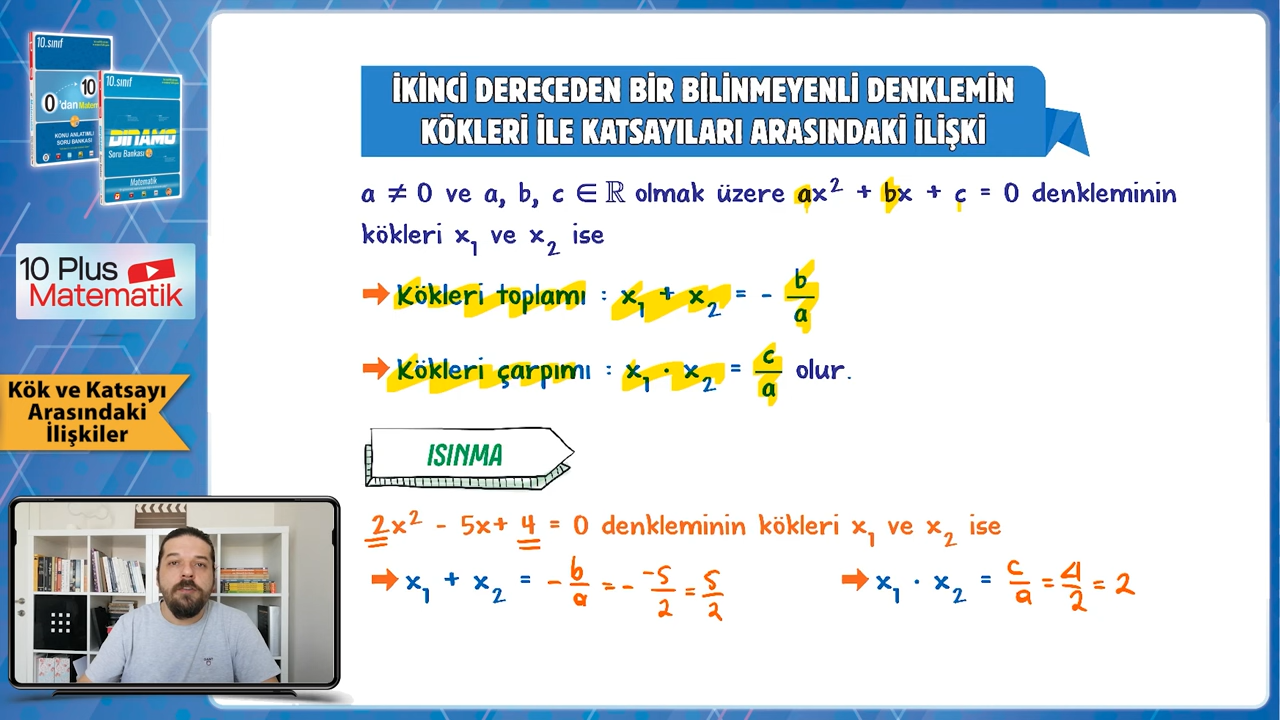 10.sınıf
10.sınıf
0'dan 10
KONU ANLATIMLI
SORU BANKASI
DİNAMO
Soru Bankası
Matematik
10 Plus
Matematik
Kök ve Katsayı
Arasındaki
İlişkiler
İKİNCİ DERECEDEN BİR BİLİNMEYENLİ DENKLEMİN
KÖKLERİ İLE KATSAYILARI ARASINDAKİ İLİŞKİ
a ≠ 0 ve a, b, c ∈ ℝ olmak üzere ax² + bx + c = 0 denkleminin
kökleri x₁ ve x₂ ise
Kökleri toplamı : x₁ + x₂ = - b/a
Kökleri çarpımı : x₁ · x₂ = c/a olur.
ISINMA
2x² - 5x + 4 = 0 denkleminin kökleri x₁ ve x₂ ise
x₁ + x₂ = - b/a = - -5/2 = 5/2
x₁ · x₂ = c/a = 4/2 = 2